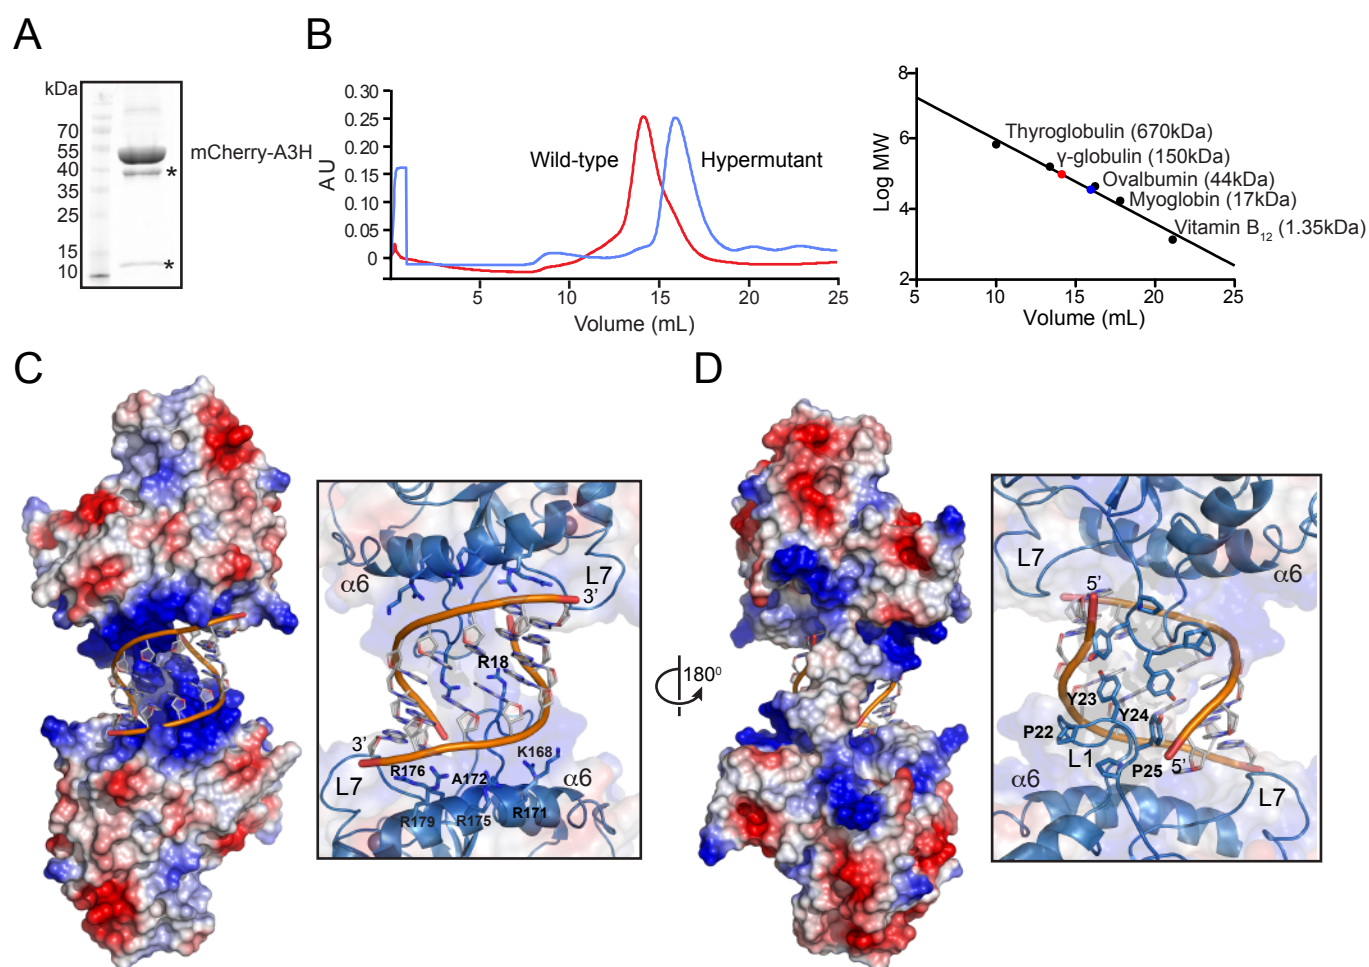 A
kDa
70
55
40
35
25
15
10
mCherry-A3H
*
*
B
0.30
0.25
0.20
0.15
0.10
0.05
0
AU
Wild-type
Hypermutant
5
10
15
20
25
Volume (mL)
8
6
4
2
Log MW
Thyroglobulin (670kDa)
γ-globulin (150kDa)
Ovalbumin (44kDa)
Myoglobin (17kDa)
Vitamin B12 (1.35kDa)
5
10
15
20
25
Volume (mL)
C
α6
L7
3'
R18
3'
L7
R176
A172
K168
α6
R179
R175
R171
180⁰
D
L7
5'
α6
Y23
Y24
P22
L1
P25
5'
α6
L7